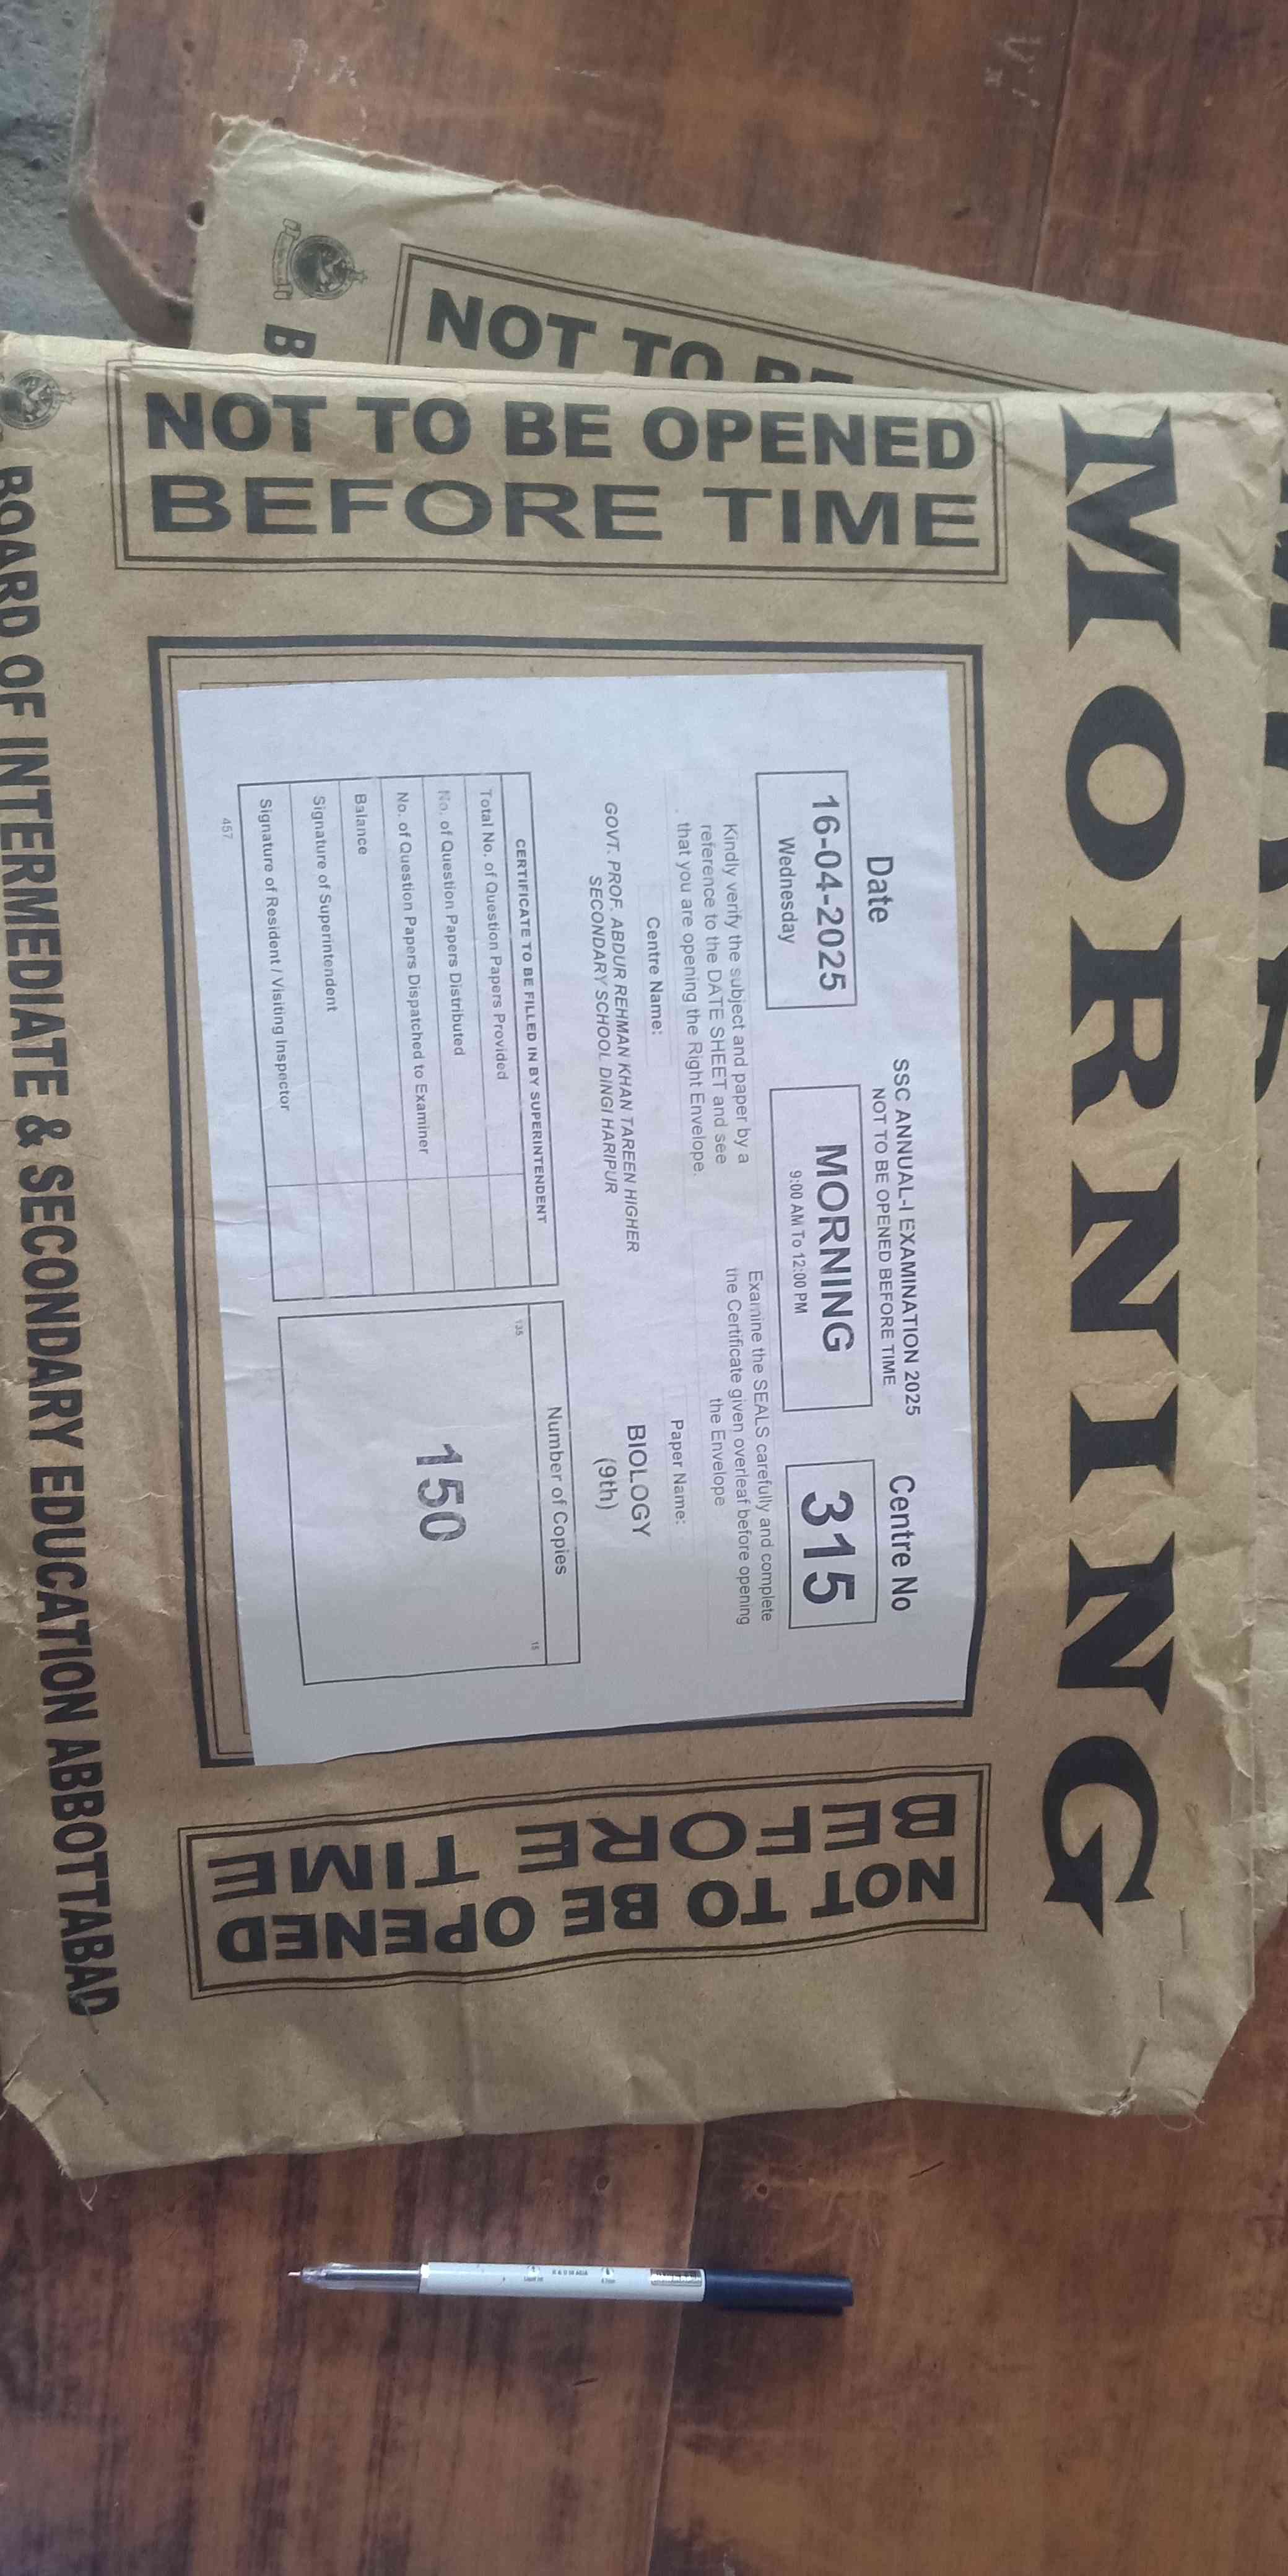 NOT TO
B
MORNING
NOT TO BE OPENED
BEFORE TIME
SSC ANNUAL-I EXAMINATION 2025
NOT TO BE OPENED BEFORE TIME
Date
Centre No
16-04-2025
Wednesday
MORNING
9:00 AM To 12:00 PM
315
Kindly verify the subject and paper by a
reference to the DATE SHEET and see
that you are opening the Right Envelope.
Examine the SEALS carefully and complete
the Certificate given overleaf before opening
the Envelope
Centre Name:
GOVT. PROF. ABDUR REHMAN KHAN TAREEN HIGHER
SECONDARY SCHOOL DINGI HARIPUR
Paper Name:
BIOLOGY
(9th)
CERTIFICATE TO BE FILLED IN BY SUPERINTENDENT
Total No. of Question Papers Provided
No. of Question Papers Distributed
No. of Question Papers Dispatched to Examiner
Balance
Signature of Superintendent
Signature of Resident / Visiting Inspector
Number of Copies
135
15
150
457
NOT TO BE OPENED
BEFORE TIME
BOARD OF INTERMEDIATE & SECONDARY EDUCATION ABBOTTABAD